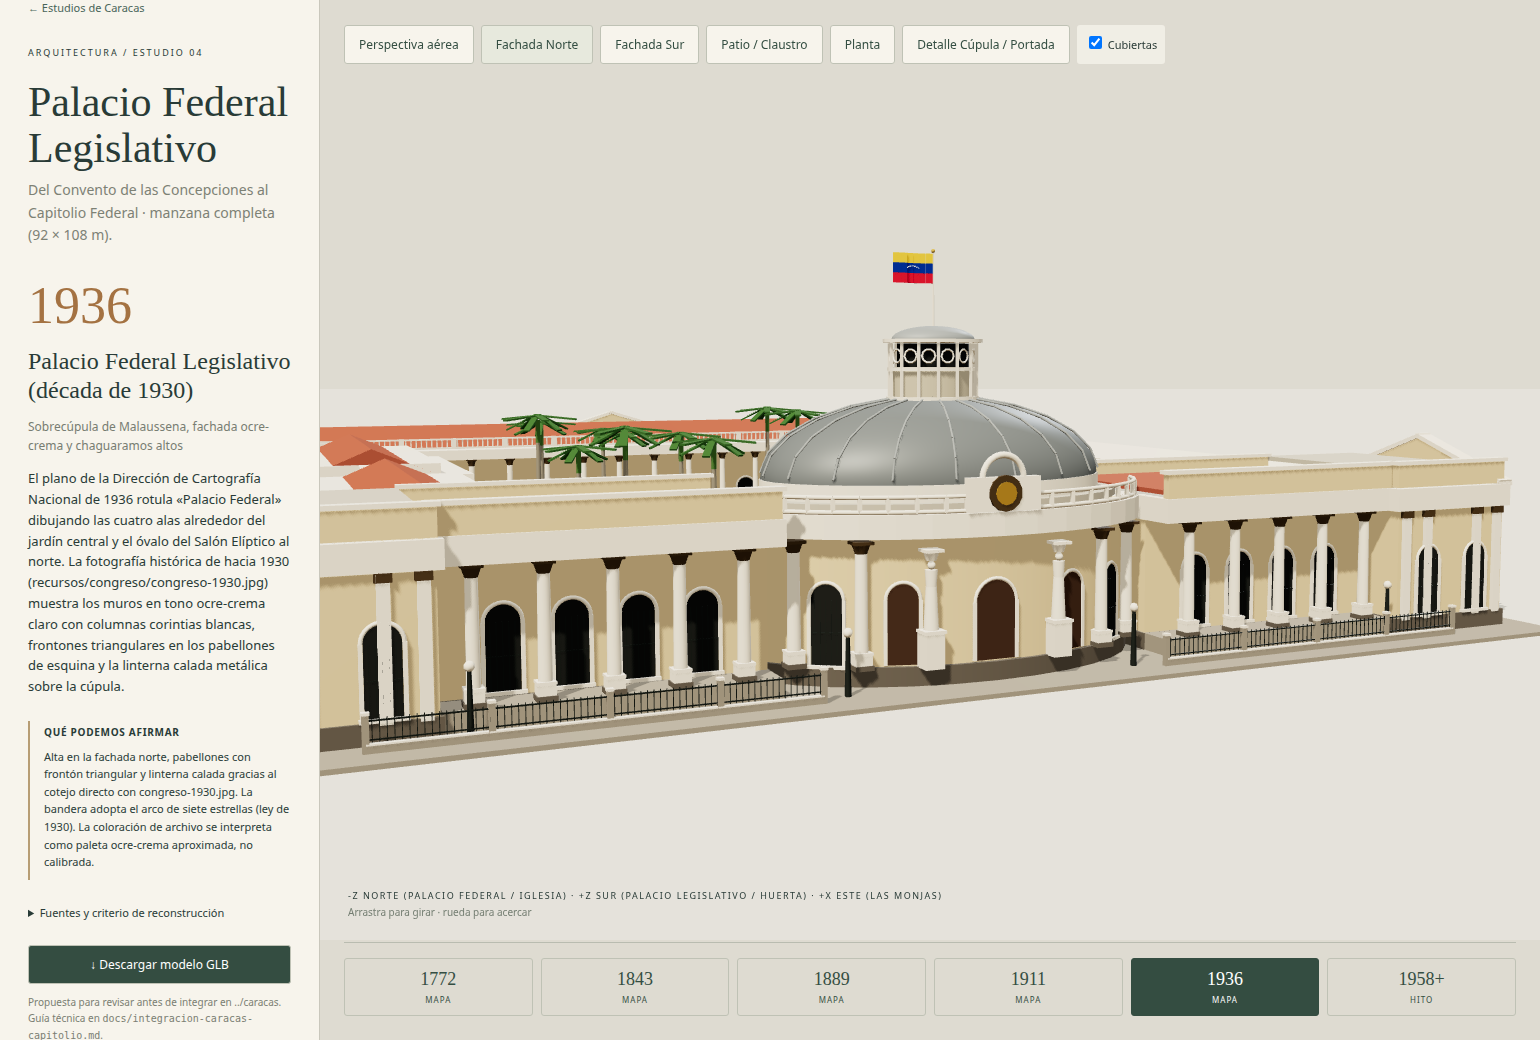 ← Estudios de Caracas
ARQUITECTURA / ESTUDIO 04
Palacio Federal
Legislativo
Del Convento de las Concepciones al
Capitolio Federal · manzana completa
(92 × 108 m).
1936
Palacio Federal Legislativo
(década de 1930)
Sobrecúpula de Malaussena, fachada ocre-
crema y chaguaramos altos
El plano de la Dirección de Cartografía
Nacional de 1936 rotula «Palacio Federal»
dibujando las cuatro alas alrededor del
jardín central y el óvalo del Salón Elíptico al
norte. La fotografía histórica de hacia 1930
(recursos/congreso/congreso-1930.jpg)
muestra los muros en tono ocre-crema
claro con columnas corintias blancas,
frontones triangulares en los pabellones
de esquina y la linterna calada metálica
sobre la cúpula.
QUÉ PODEMOS AFIRMAR
Alta en la fachada norte, pabellones con
frontón triangular y linterna calada gracias al
cotejo directo con congreso-1930.jpg. La
bandera adopta el arco de siete estrellas (ley de
1930). La coloración de archivo se interpreta
como paleta ocre-crema aproximada, no
calibrada.
▶ Fuentes y criterio de reconstrucción
↓ Descargar modelo GLB
Propuesta para revisar antes de integrar en ../caracas.
Guía técnica en docs/integracion-caracas-
capitolio.md.
Perspectiva aérea
Fachada Norte
Fachada Sur
Patio / Claustro
Planta
Detalle Cúpula / Portada
Cubiertas
-Z NORTE (PALACIO FEDERAL / IGLESIA) · +Z SUR (PALACIO LEGISLATIVO / HUERTA) · +X ESTE (LAS MONJAS)
Arrastra para girar · rueda para acercar
1772
MAPA
1843
MAPA
1889
MAPA
1911
MAPA
1936
MAPA
1958+
HITO